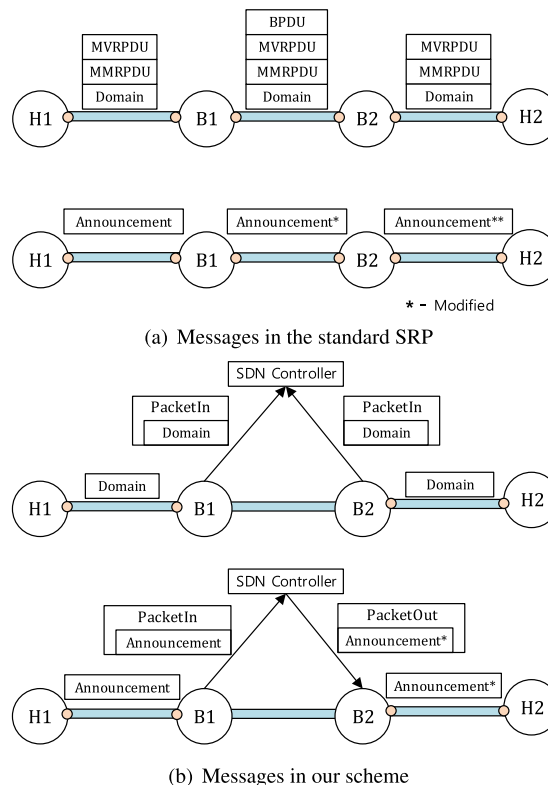 BPDU
MVRPDU MVRPDU MVRPDU
MMRPDU MMRPDU MMRPDU
Domain Domain Domain
H1 B1 B2 H2
Announcement Announcement* Announcement**
H1 B1 B2 H2
* - Modified
(a) Messages in the standard SRP
SDN Controller
PacketIn PacketIn
Domain Domain
Domain Domain
H1 B1 B2 H2
SDN Controller
PacketIn PacketOut
Announcement Announcement*
Announcement Announcement*
H1 B1 B2 H2
(b) Messages in our scheme